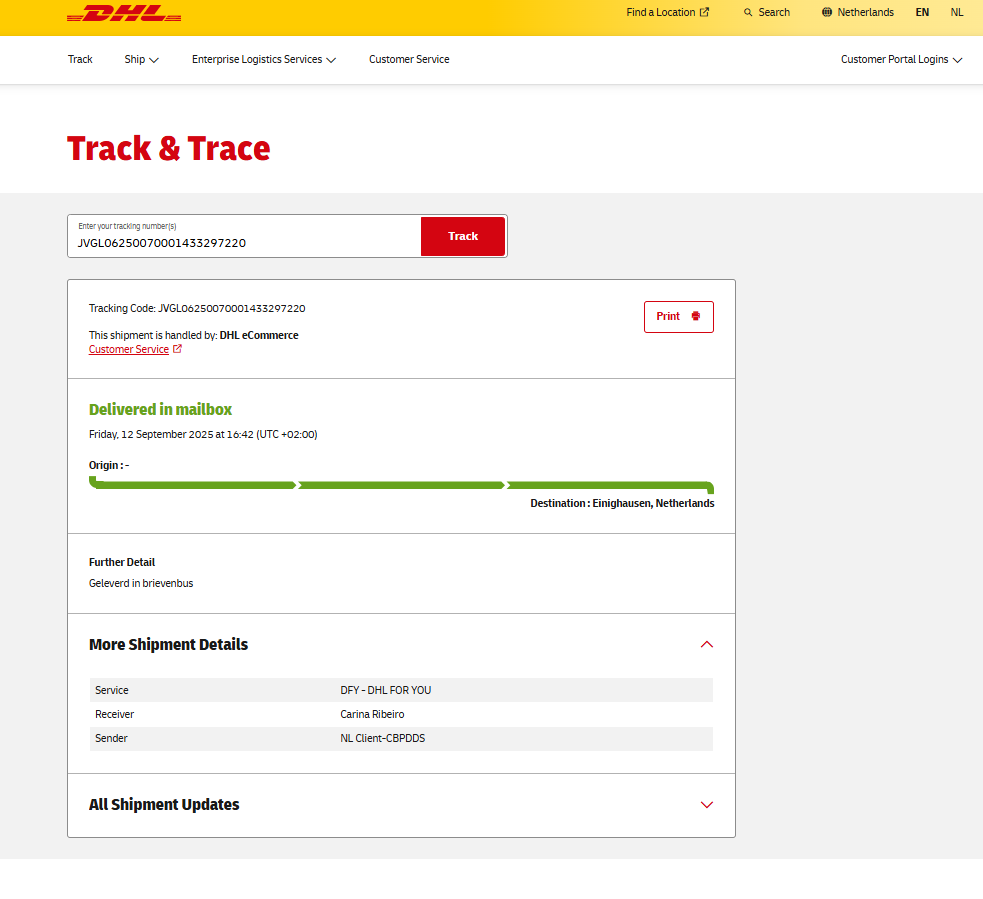 DHL
Find a Location
Search
Netherlands
EN
NL
Track
Ship
Enterprise Logistics Services
Customer Service
Customer Portal Logins
Track & Trace
Enter your tracking number(s)
JVGL06250070001433297220
Track
Tracking Code: JVGL06250070001433297220
Print
This shipment is handled by: DHL eCommerce
Customer Service
Delivered in mailbox
Friday, 12 September 2025 at 16:42 (UTC +02:00)
Origin : -
Destination : Einighausen, Netherlands
Further Detail
Geleverd in brievenbus
More Shipment Details
Service DFY - DHL FOR YOU
Receiver Carina Ribeiro
Sender NL Client-CBPDDS
All Shipment Updates